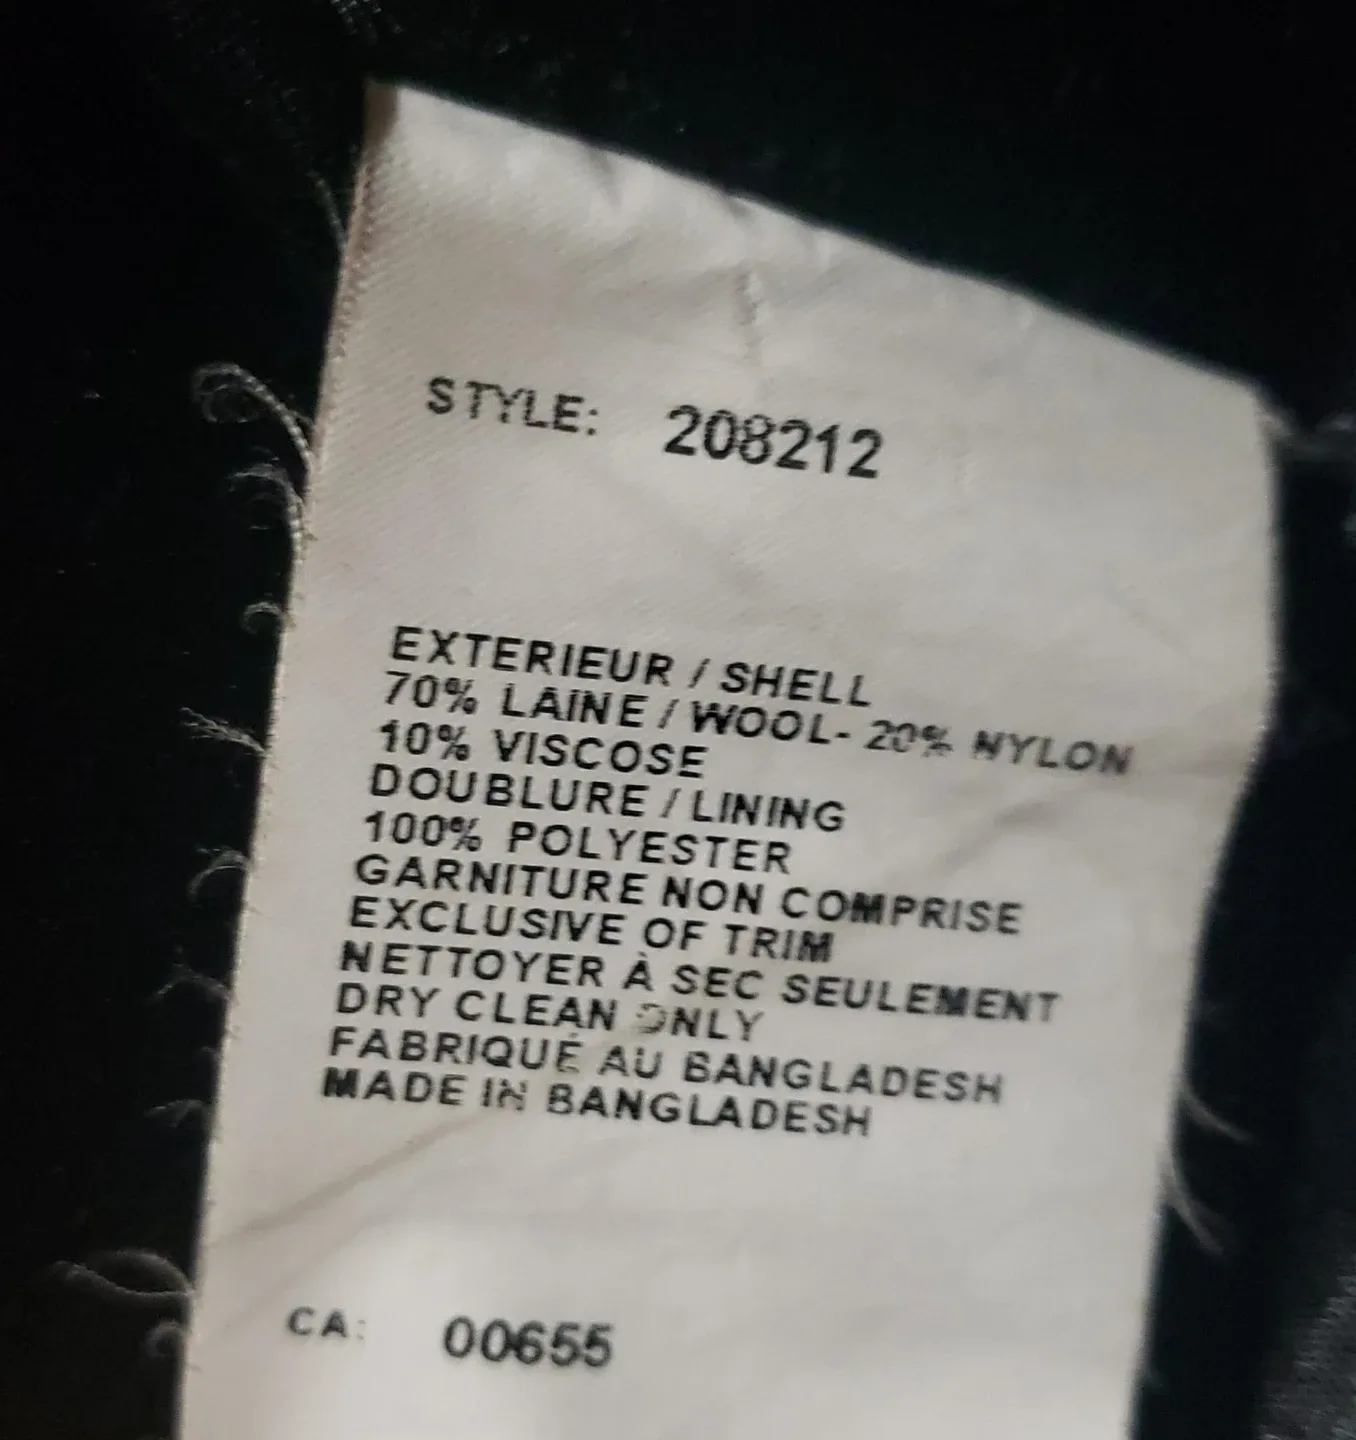 STYLE: 208212
EXTERIEUR / SHELL
70% LAINE / WOOL- 20% NYLON
10% VISCOSE
DOUBLURE / LINING
100% POLYESTER
GARNITURE NON COMPRISE
EXCLUSIVE OF TRIM
NETTOYER À SEC SEULEMENT
DRY CLEAN ONLY
FABRIQUÉ AU BANGLADESH
MADE IN BANGLADESH
CA: 00655